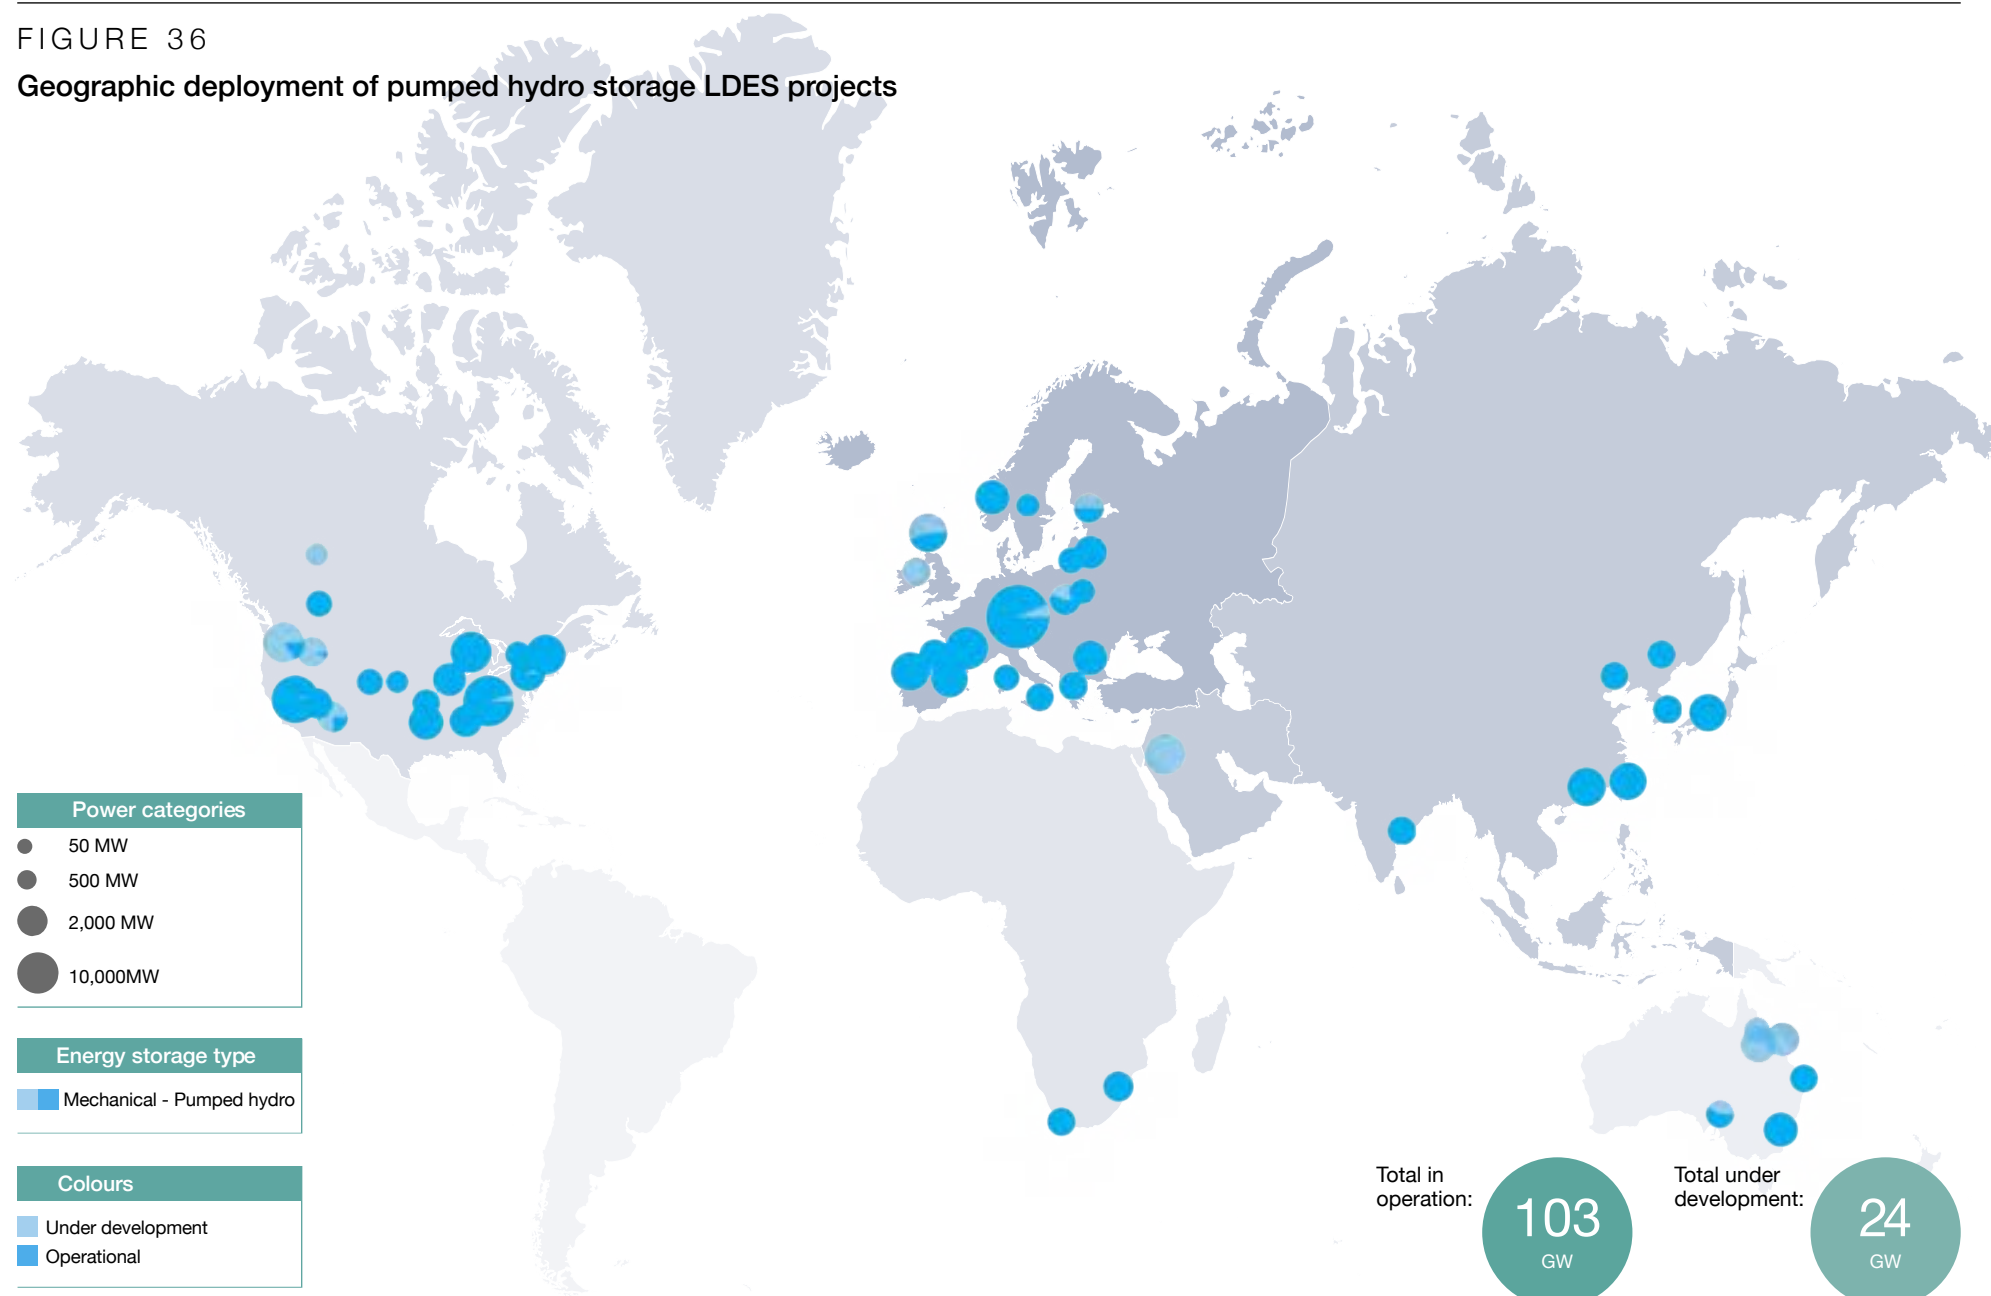 FIGURE 36
Geographic deployment of pumped hydro storage LDES projects
Power categories
50 MW
500 MW
2,000 MW
10,000MW
Energy storage type
Mechanical - Pumped hydro
Colours
Under development
Operational
Total in
operation:
103
GW
Total under
development:
24
GW